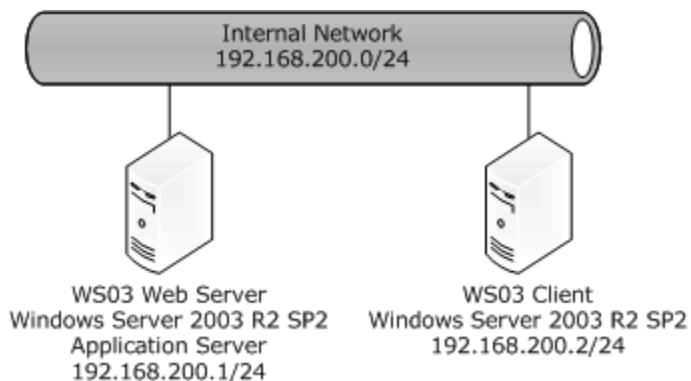 Internal Network
192.168.200.0/24
WS03 Web Server
Windows Server 2003 R2 SP2
Application Server
192.168.200.1/24
WS03 Client
Windows Server 2003 R2 SP2
192.168.200.2/24